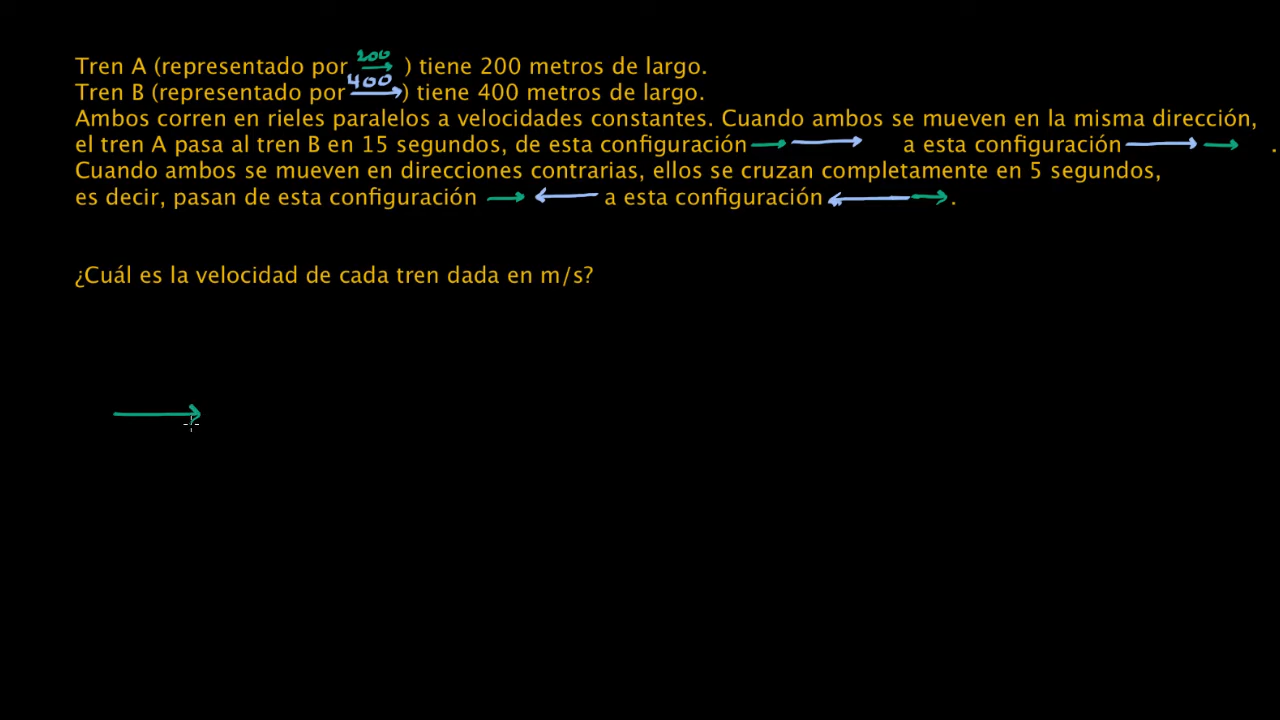 200
Tren A (representado por ) tiene 200 metros de largo.
400
Tren B (representado por ) tiene 400 metros de largo.
Ambos corren en rieles paralelos a velocidades constantes. Cuando ambos se mueven en la misma dirección,
el tren A pasa al tren B en 15 segundos, de esta configuración a esta configuración .
Cuando ambos se mueven en direcciones contrarias, ellos se cruzan completamente en 5 segundos,
es decir, pasan de esta configuración a esta configuración .
¿Cuál es la velocidad de cada tren dada en m/s?